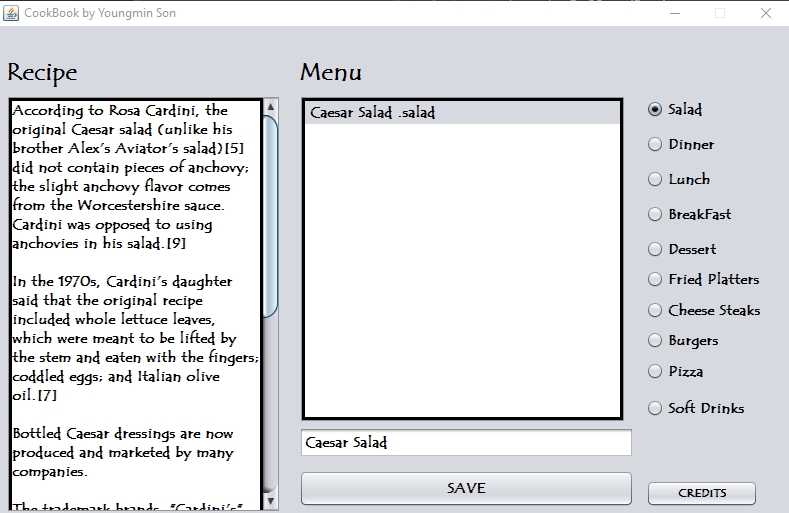 CookBook by Youngmin Son
Recipe
According to Rosa Cardini, the
original Caesar salad (unlike his
brother Alex's Aviator's salad)[5]
did not contain pieces of anchovy;
the slight anchovy flavor comes
from the Worcestershire sauce.
Cardini was opposed to using
anchovies in his salad.[9]
In the 1970s, Cardini's daughter
said that the original recipe
included whole lettuce leaves,
which were meant to be lifted by
the stem and eaten with the fingers;
coddled eggs; and Italian olive
oil.[7]
Bottled Caesar dressings are now
produced and marketed by many
companies.
The trademark brands, "Cardini's"
Menu
Caesar Salad .salad
Caesar Salad
SAVE
Salad
Dinner
Lunch
BreakFast
Dessert
Fried Platters
Cheese Steaks
Burgers
Pizza
Soft Drinks
CREDITS